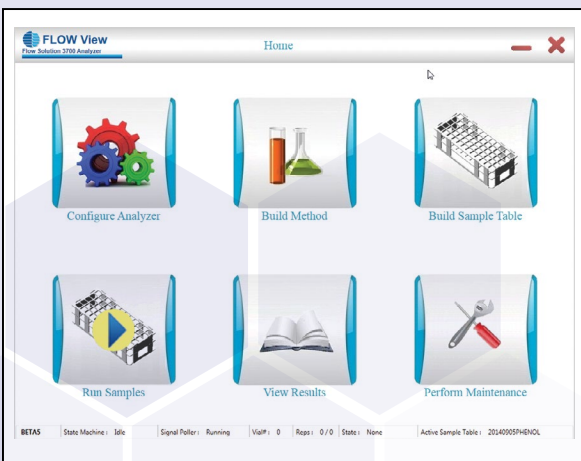 FLOW View
Flow Solution 3700 Analyzer
Home
Configure Analyzer
Build Method
Build Sample Table
Run Samples
View Results
Perform Maintenance
BETA5 State Machine : Idle Signal Poller : Running Vial# : 0 Reps : 0 / 0 State : None Active Sample Table : 20140905PHENOL